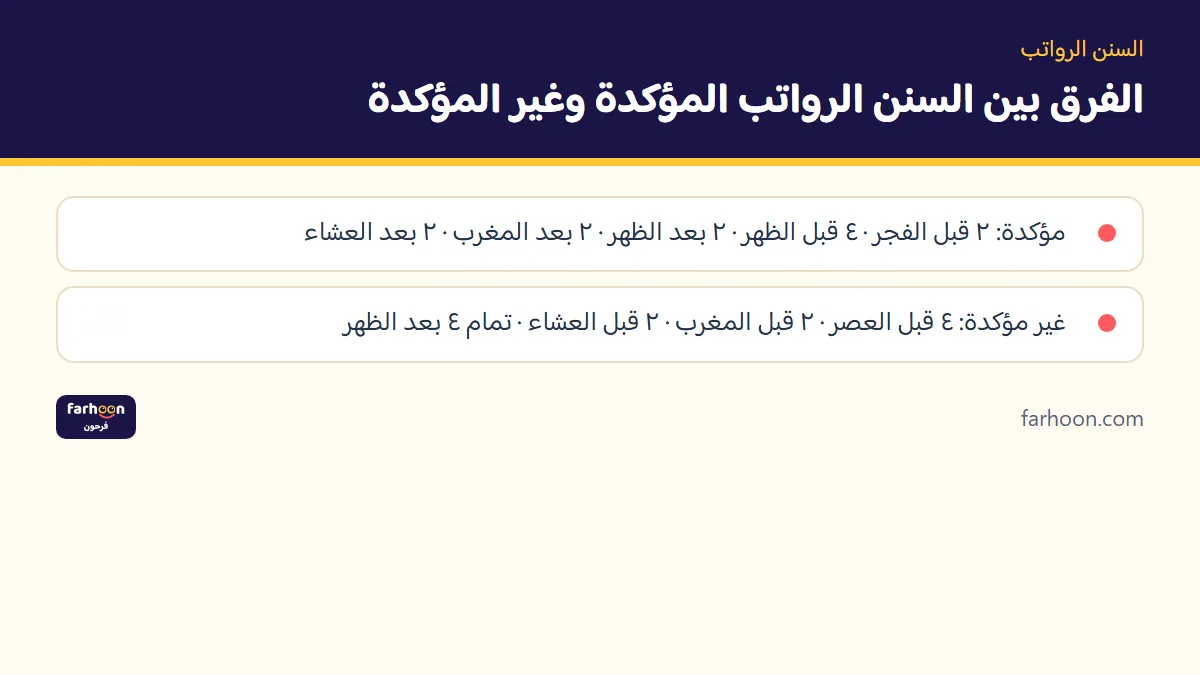 السنن الرواتب
الفرق بين السنن الرواتب المؤكدة وغير المؤكدة
مؤكدة: ٢ قبل الفجر · ٤ قبل الظهر · ٢ بعد الظهر · ٢ بعد المغرب · ٢ بعد العشاء
غير مؤكدة: ٤ قبل العصر · ٢ قبل المغرب · ٢ قبل العشاء · تمام ٤ بعد الظهر
farhoon.com
farhoon
فرحون